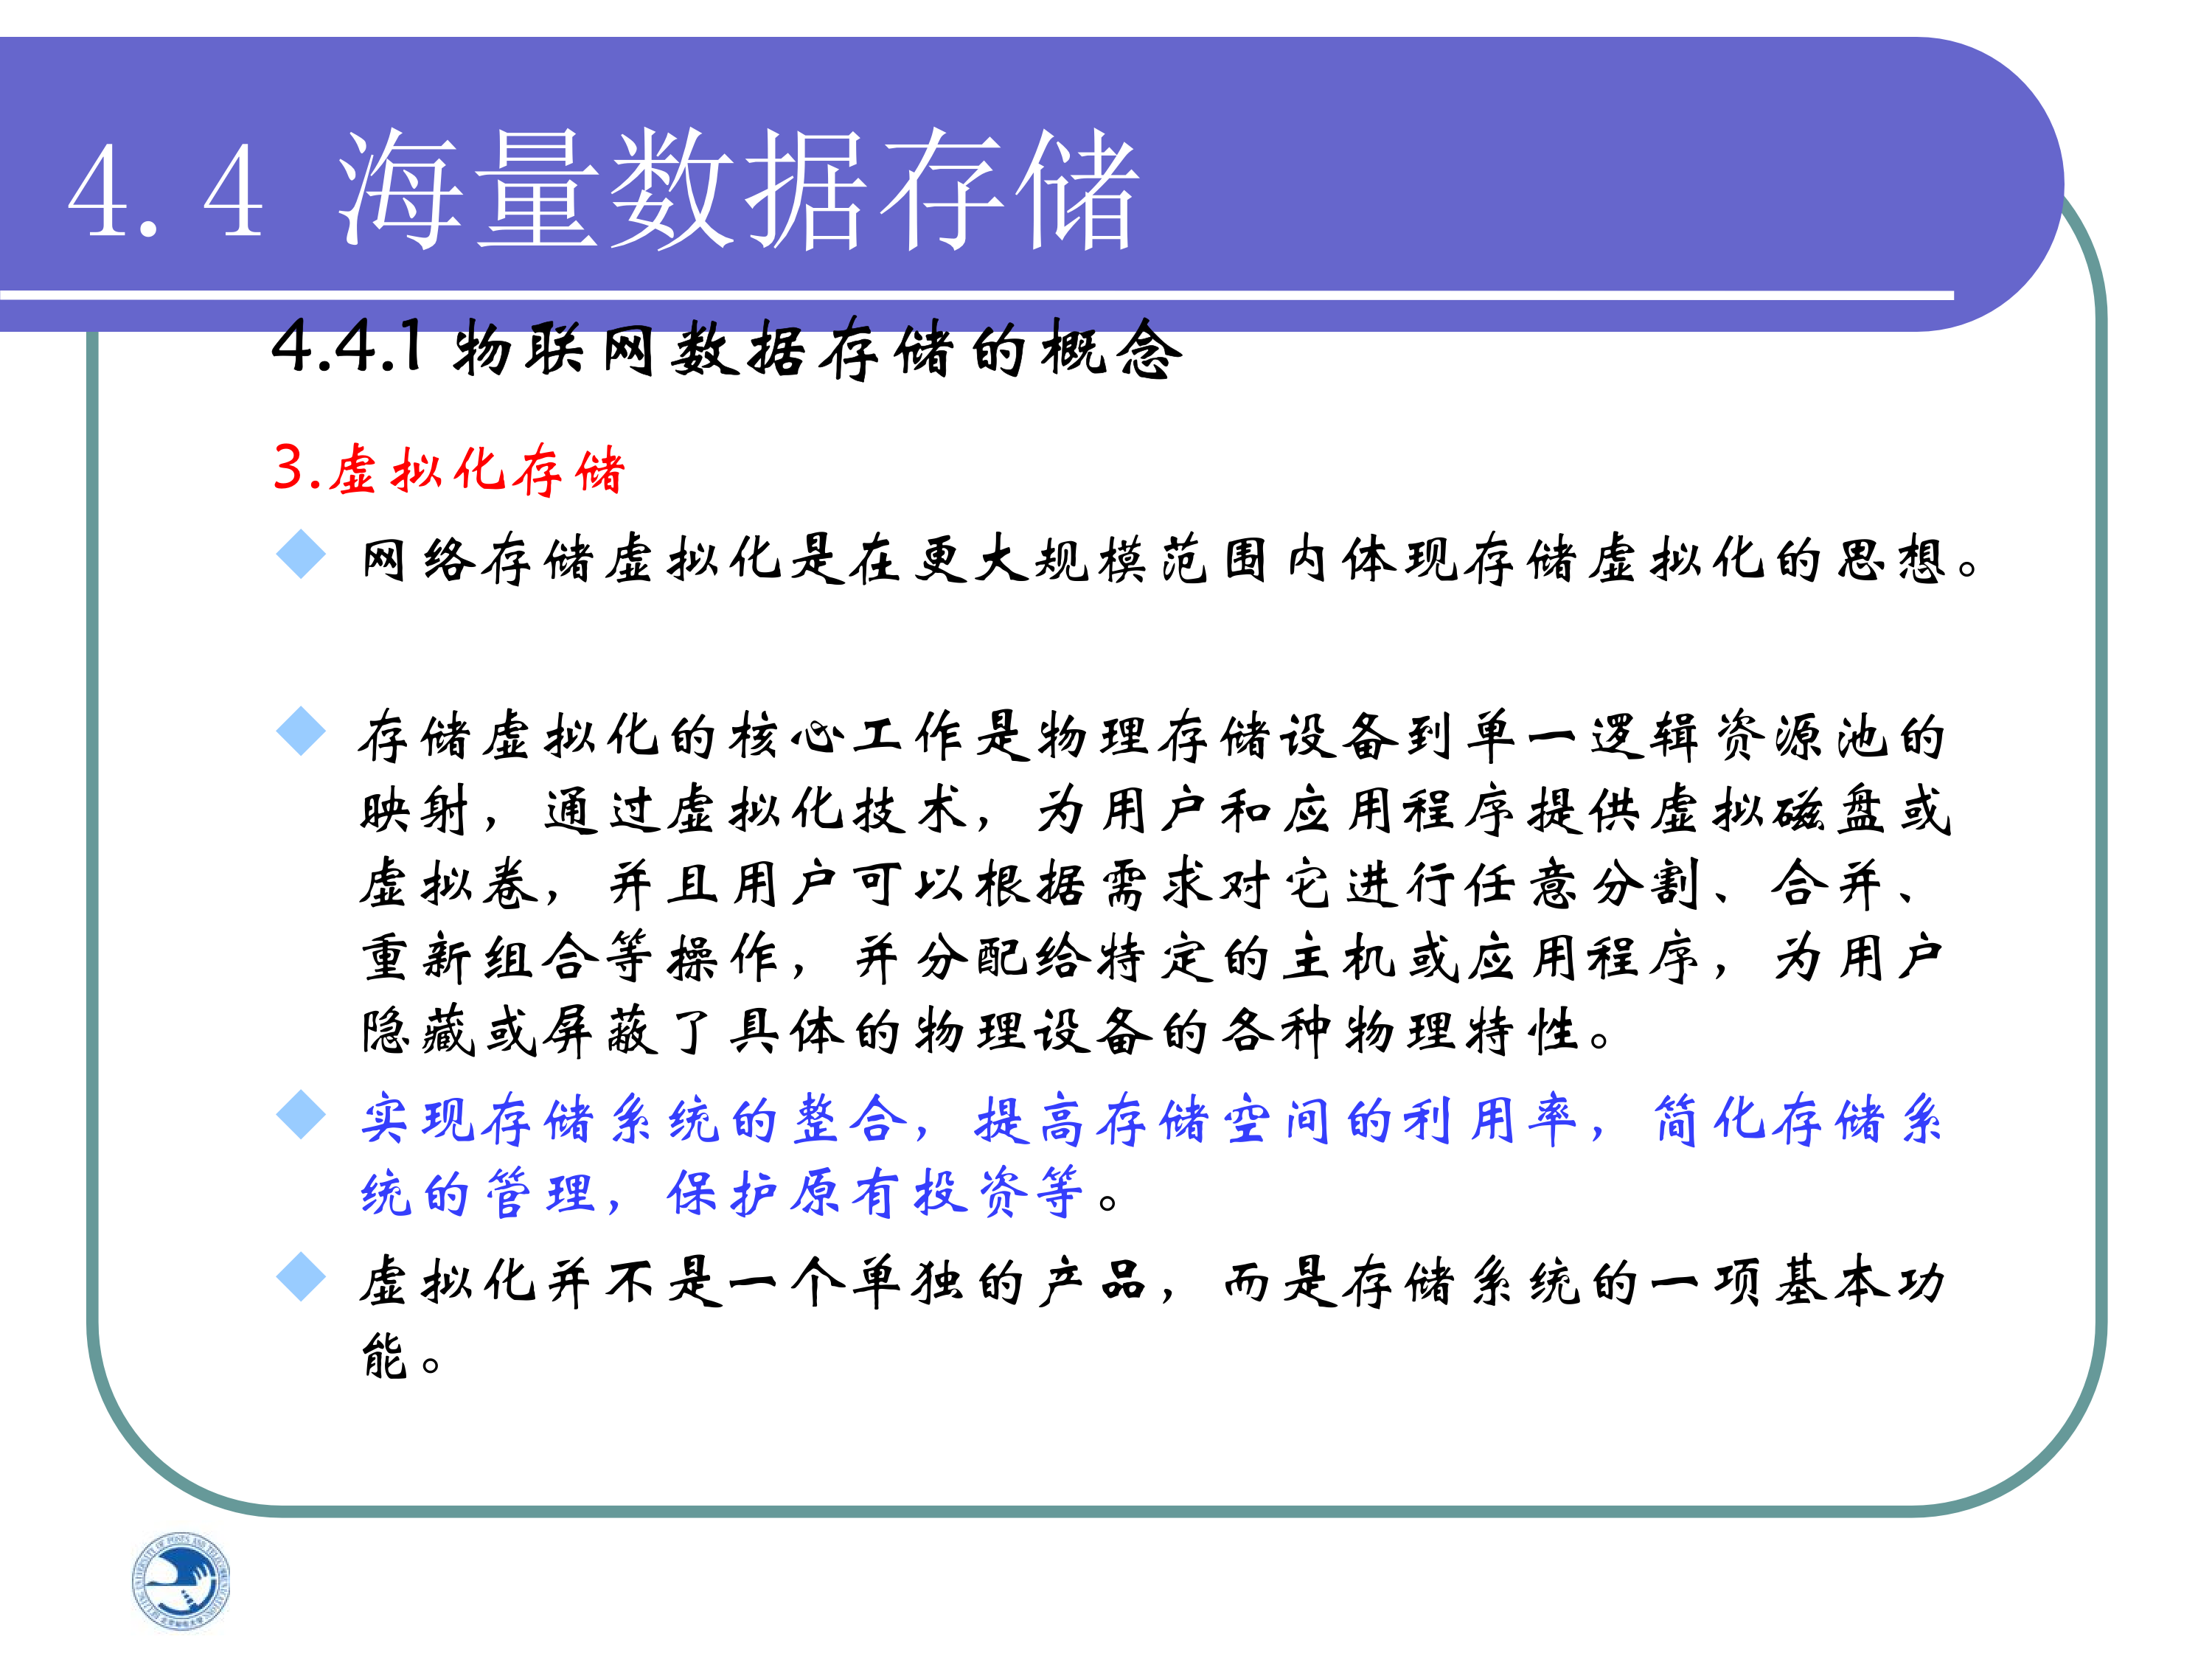 4.4 海量数据存储
4.4.1 物联网数据存储的概念
3.虚拟化存储
网络存储虚拟化是在更大规模范围内体现存储虚拟化的思想。
存储虚拟化的核心工作是物理存储设备到单一逻辑资源池的
映射，通过虚拟化技术，为用户和应用程序提供虚拟磁盘或
虚拟卷，并且用户可以根据需求对它进行任意分割、合并、
重新组合等操作，并分配给特定的主机或应用程序，为用户
隐藏或屏蔽了具体的物理设备的各种物理特性。
实现存储系统的整合，提高存储空间的利用率，简化存储系
统的管理，保护原有投资等。
虚拟化并不是一个单独的产品，而是存储系统的一项基本功
能。
BEIJING UNIVERSITY OF POSTS AND TELECOMMUNICATIONS
北京邮电大学